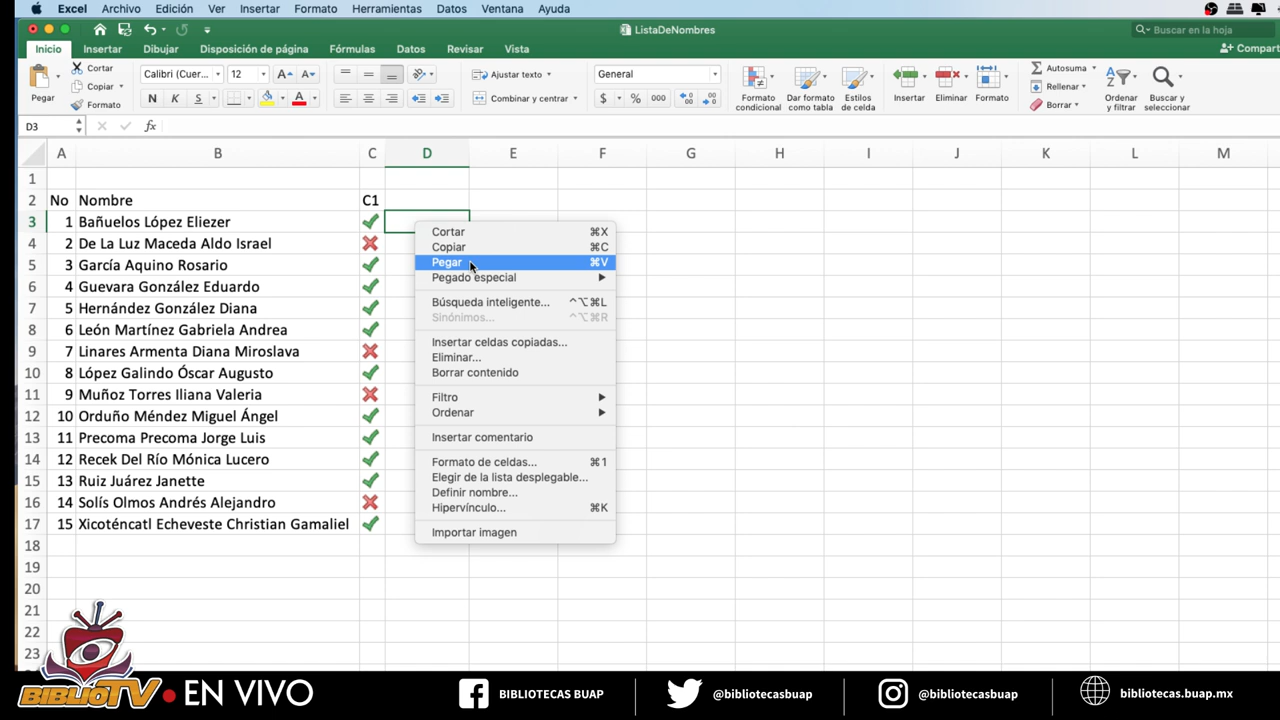 Excel Archivo Edición Ver Insertar Formato Herramientas Datos Ventana Ayuda
ListaDeNombres
Buscar en la hoja
Inicio Insertar Dibujar Disposición de página Fórmulas Datos Revisar Vista
Compart
Pegar
Cortar
Copiar
Formato
Calibri (Cuer... 12 A A
N K S A
Ajustar texto
Combinar y centrar
General
$ % 000
Formato condicional
Dar formato como tabla
Estilos de celda
Insertar
Eliminar
Formato
Autosuma
Rellenar
Borrar
Ordenar y filtrar
Buscar y seleccionar
D3 fx
A B C D E F G H I J K L M
1
2 No Nombre C1
3 1 Bañuelos López Eliezer
4 2 De La Luz Maceda Aldo Israel
5 3 García Aquino Rosario
6 4 Guevara González Eduardo
7 5 Hernández González Diana
8 6 León Martínez Gabriela Andrea
9 7 Linares Armenta Diana Miroslava
10 8 López Galindo Óscar Augusto
11 9 Muñoz Torres Iliana Valeria
12 10 Orduño Méndez Miguel Ángel
13 11 Precoma Precoma Jorge Luis
14 12 Recek Del Río Mónica Lucero
15 13 Ruiz Juárez Janette
16 14 Solís Olmos Andrés Alejandro
17 15 Xicoténcatl Echeveste Christian Gamaliel
18
19
20
21
22
23
Cortar ⌘X
Copiar ⌘C
Pegar ⌘V
Pegado especial
Búsqueda inteligente... ^⌥⌘L
Sinónimos... ^⌥⌘R
Insertar celdas copiadas...
Eliminar...
Borrar contenido
Filtro
Ordenar
Insertar comentario
Formato de celdas... ⌘1
Elegir de la lista desplegable...
Definir nombre...
Hipervínculo... ⌘K
Importar imagen
BIBLIOTV • EN VIVO
BIBLIOTECAS BUAP
@bibliotecasbuap
@bibliotecasbuap
bibliotecas.buap.mx